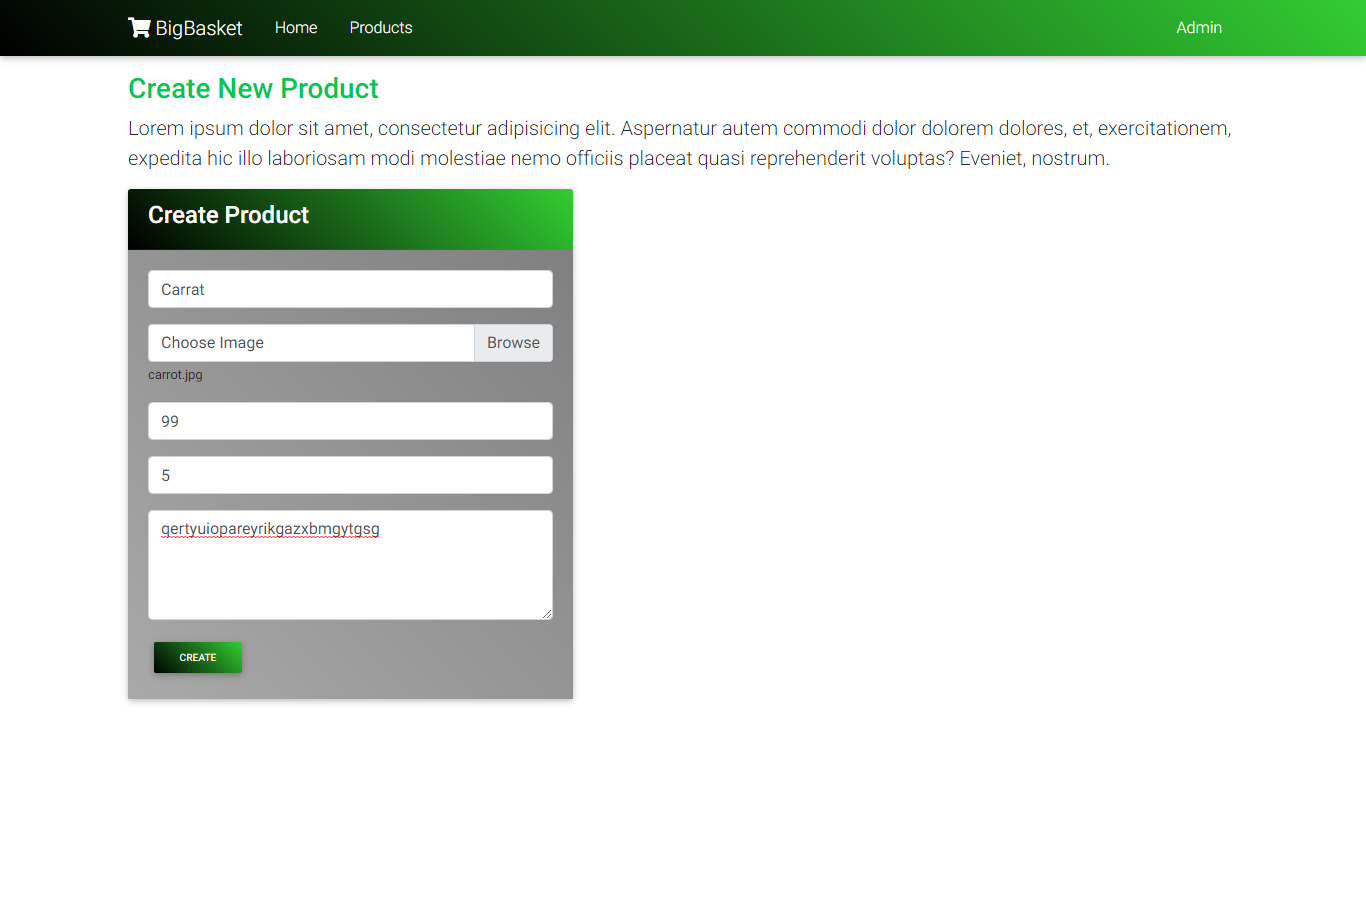 BigBasket Home Products Admin
Create New Product
Lorem ipsum dolor sit amet, consectetur adipisicing elit. Aspernatur autem commodi dolor dolorem dolores, et, exercitationem,
expedita hic illo laboriosam modi molestiae nemo officiis placeat quasi reprehenderit voluptas? Eveniet, nostrum.
Create Product
Carrat
Choose Image Browse
carrot.jpg
99
5
qertyuiopareyrikgazxbmgytgsg
CREATE